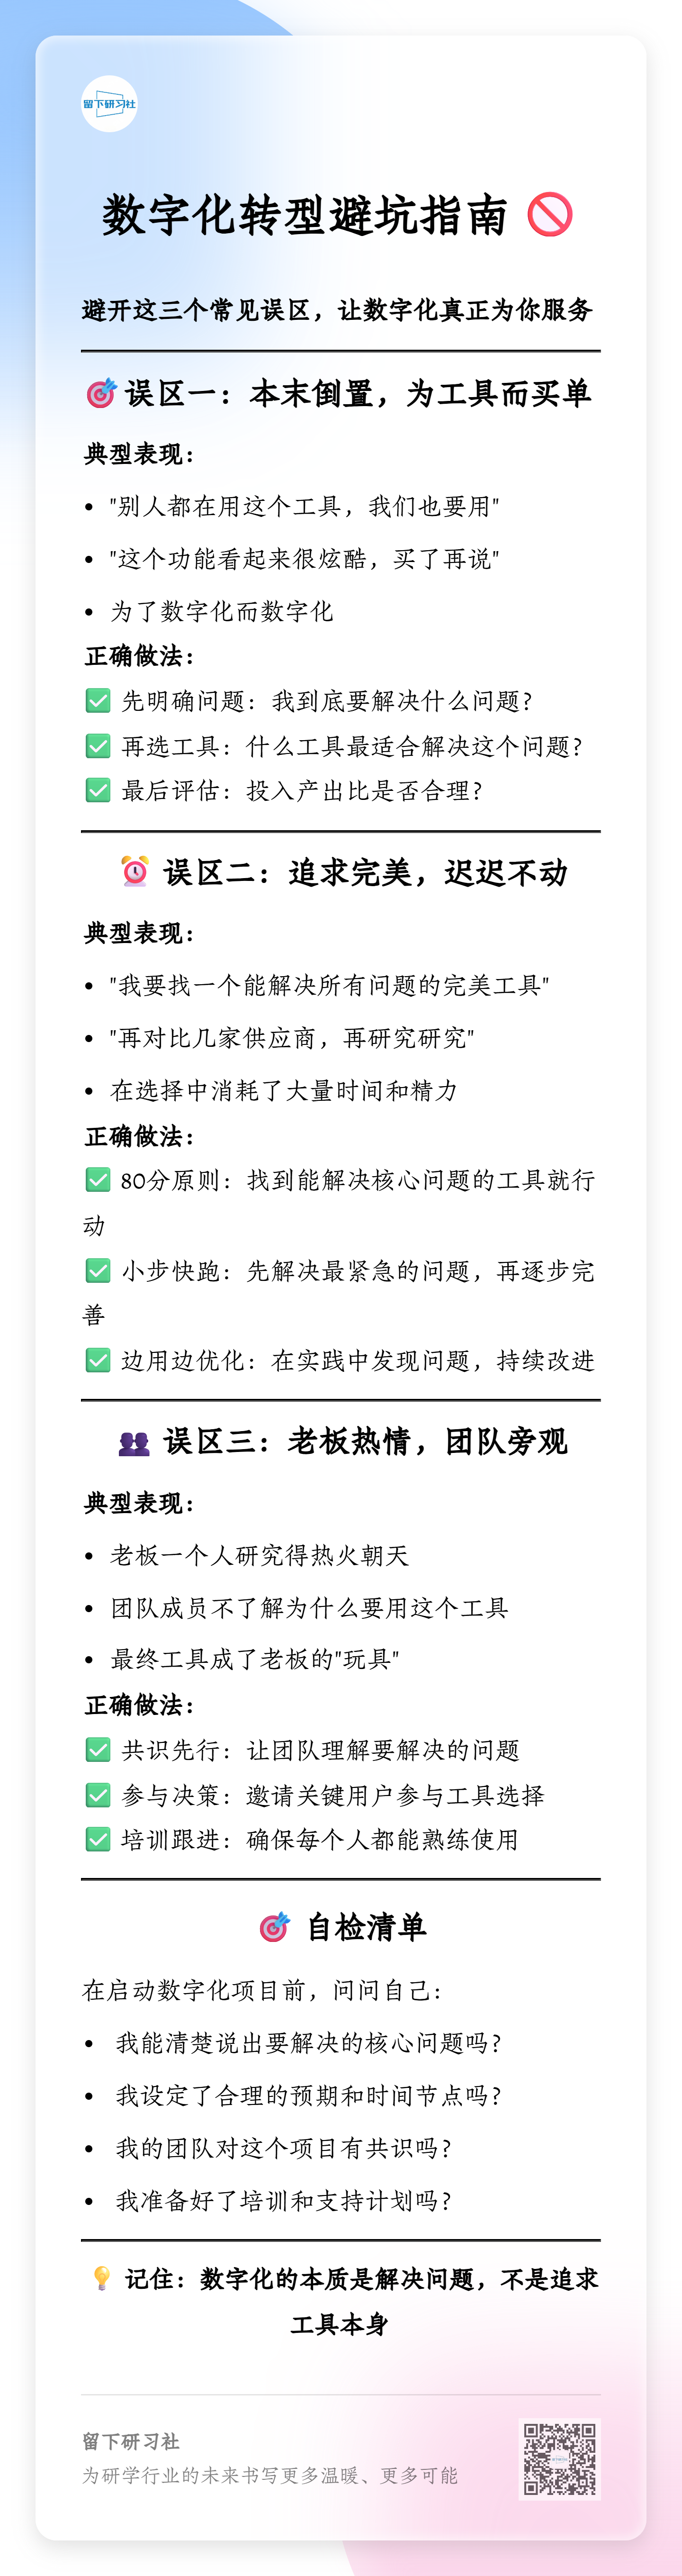 留下研习社
数字化转型避坑指南 🚫
避开这三个常见误区，让数字化真正为你服务
🎯 误区一：本末倒置，为工具而买单
典型表现：
• "别人都在用这个工具，我们也要用"
• "这个功能看起来很炫酷，买了再说"
• 为了数字化而数字化
正确做法：
✅ 先明确问题：我到底要解决什么问题？
✅ 再选工具：什么工具最适合解决这个问题？
✅ 最后评估：投入产出比是否合理？
⏰ 误区二：追求完美，迟迟不动
典型表现：
• "我要找一个能解决所有问题的完美工具"
• "再对比几家供应商，再研究研究"
• 在选择中消耗了大量时间和精力
正确做法：
✅ 80分原则：找到能解决核心问题的工具就行
动
✅ 小步快跑：先解决最紧急的问题，再逐步完
善
✅ 边用边优化：在实践中发现问题，持续改进
👥 误区三：老板热情，团队旁观
典型表现：
• 老板一个人研究得热火朝天
• 团队成员不了解为什么要用这个工具
• 最终工具成了老板的"玩具"
正确做法：
✅ 共识先行：让团队理解要解决的问题
✅ 参与决策：邀请关键用户参与工具选择
✅ 培训跟进：确保每个人都能熟练使用
🎯 自检清单
在启动数字化项目前，问问自己：
• 我能清楚说出要解决的核心问题吗？
• 我设定了合理的预期和时间节点吗？
• 我的团队对这个项目有共识吗？
• 我准备好了培训和支持计划吗？
💡 记住：数字化的本质是解决问题，不是追求
工具本身
留下研习社
为研学行业的未来书写更多温暖、更多可能